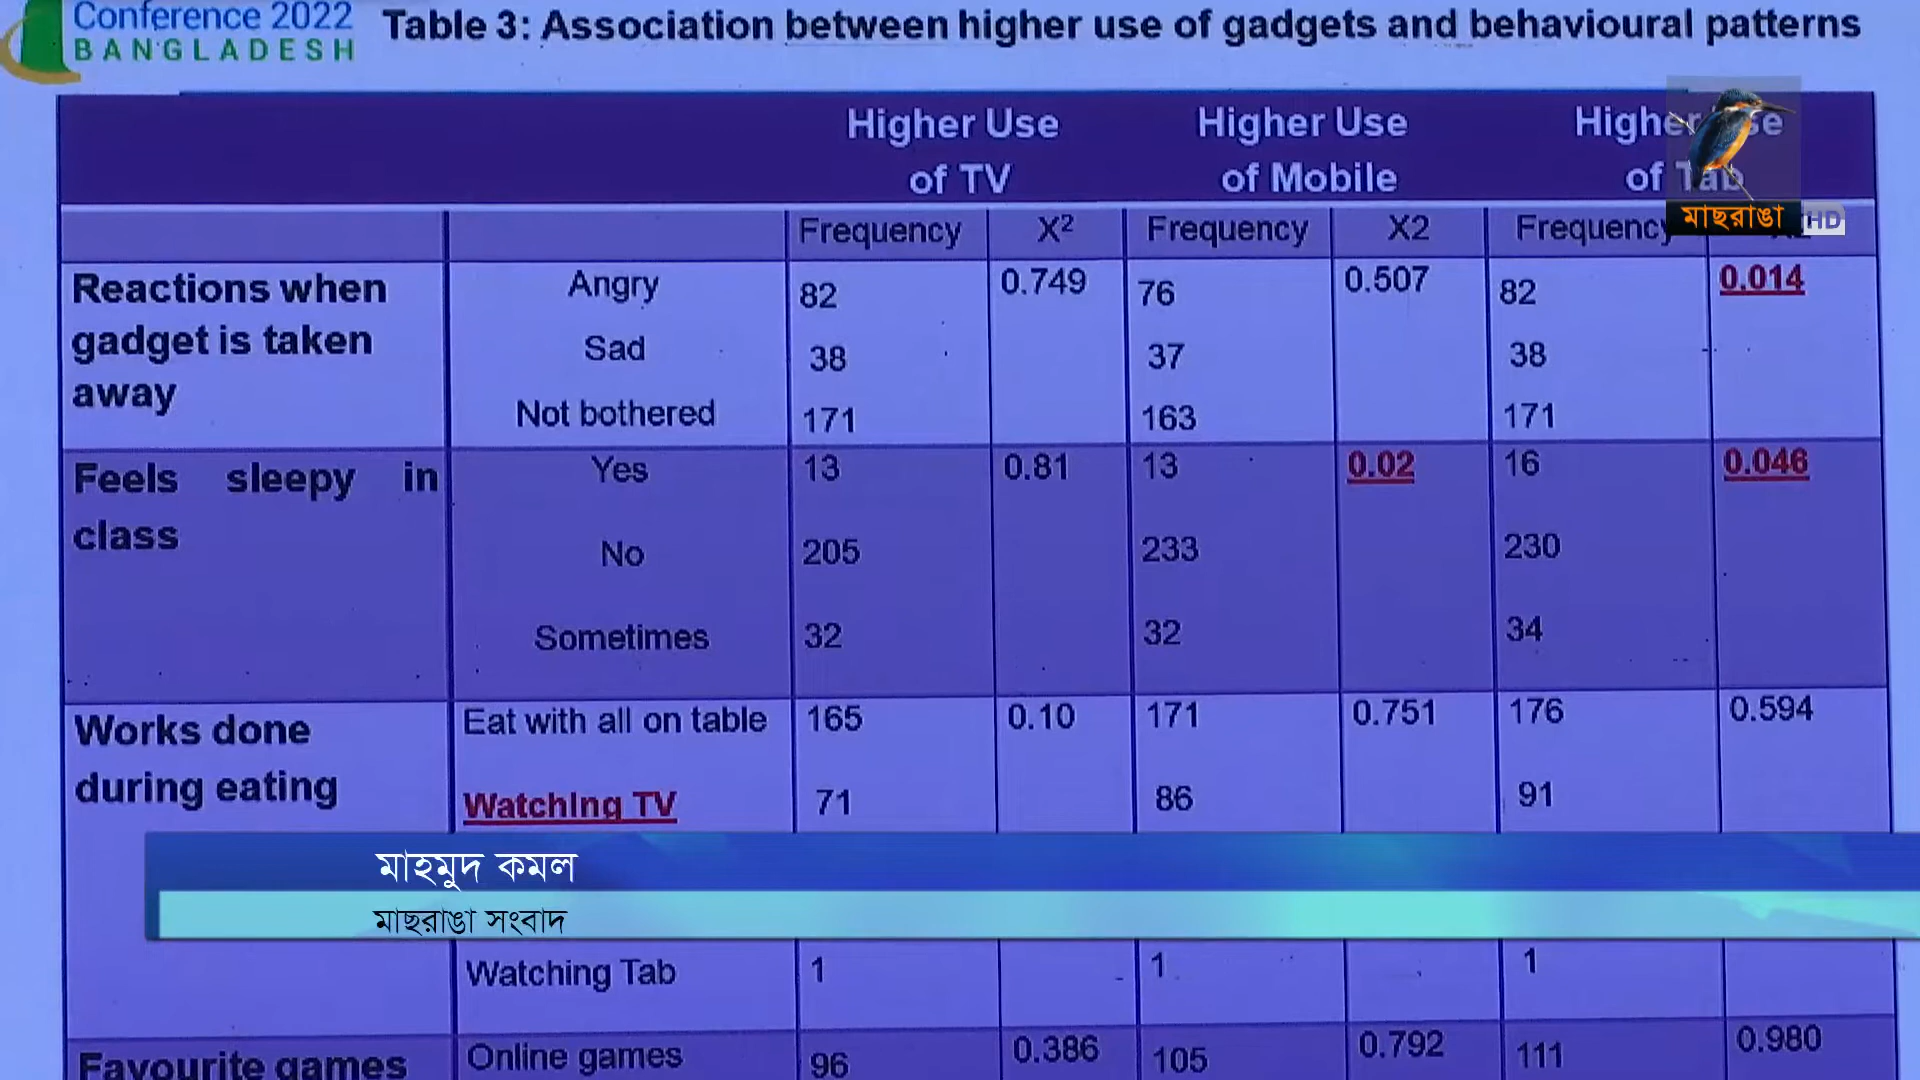 Conference 2022
BANGLADESH
Table 3: Association between higher use of gadgets and behavioural patterns
Higher Use of TV
Higher Use of Mobile
of Tab
মাছরাঙা HD
Frequency X² Frequency X2 Frequency
Reactions when gadget is taken away
Angry 82 0.749 76 0.507 82 0.014
Sad 38 37 38
Not bothered 171 163 171
Feels sleepy in class
Yes 13 0.81 13 0.02 16 0.046
No 205 233 230
Sometimes 32 32 34
Works done during eating
Eat with all on table 165 0.10 171 0.751 176 0.594
Watching TV 71 86 91
মাহমুদ কমল
মাছরাঙা সংবাদ
Watching Tab 1 1 1
Favourite games
Online games 96 0.386 105 0.792 111 0.980